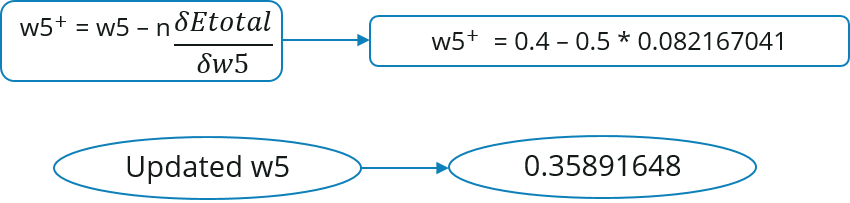 w5⁺ = w5 – n δEtotal / δw5
w5⁺ = 0.4 – 0.5 * 0.082167041
Updated w5
0.35891648